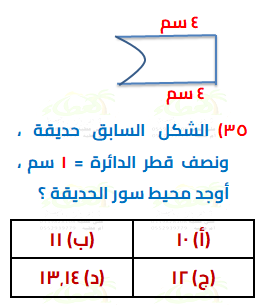 ٤ سم
٤ سم
٣٥) الشكل السابق حديقة ،
ونصف قطر الدائرة = ١ سم ،
أوجد محيط سور الحديقة ؟
(أ) ١٠
(ب) ١١
(ج) ١٢
(د) ١٣,١٤